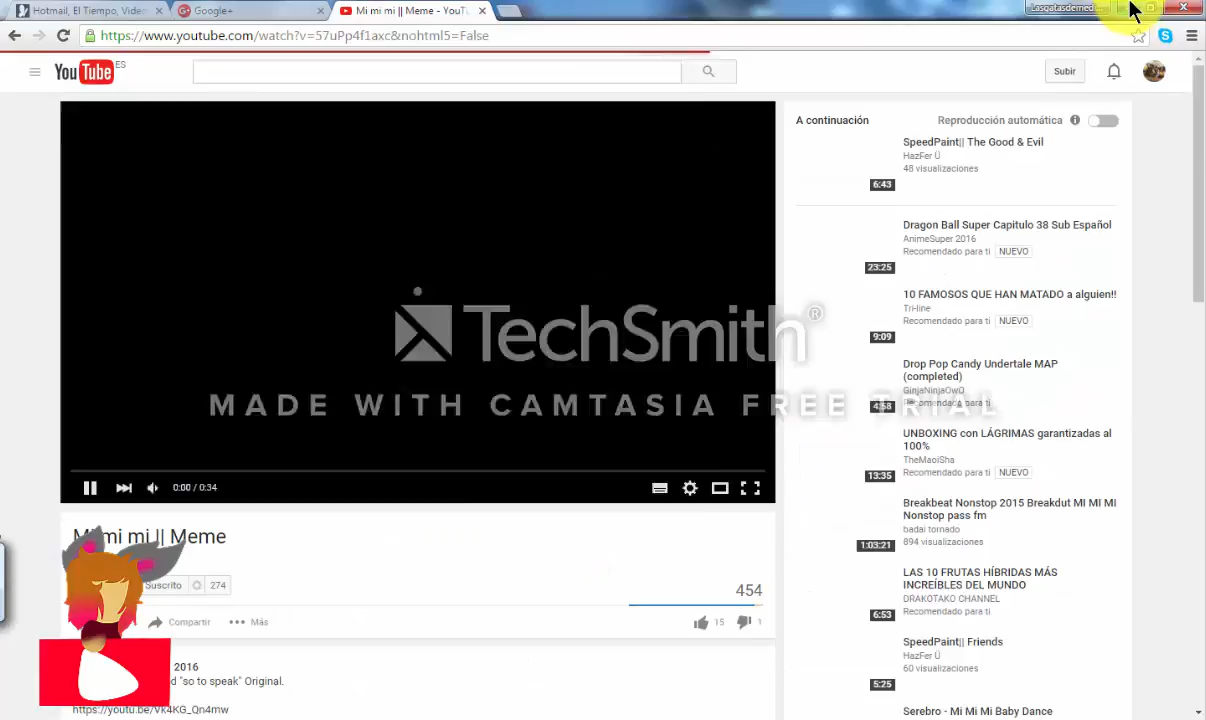 Hotmail, El Tiempo, Videm
Google+
Mi mi mi || Meme - YouTu
Lasgatasdemed
https://www.youtube.com/watch?v=57uPp4f1axc&nohtml5=False
YouTube ES
Subir
A continuación
Reproducción automática
SpeedPaint|| The Good & Evil
HazFer Ü
48 visualizaciones
6:43
Dragon Ball Super Capitulo 38 Sub Español
AnimeSuper 2016
Recomendado para ti NUEVO
23:25
10 FAMOSOS QUE HAN MATADO a alguien!!
Tri-line
Recomendado para ti NUEVO
9:09
TechSmith®
MADE WITH CAMTASIA FREE TRIAL
Drop Pop Candy Undertale MAP
(completed)
GinjaNinjaOwO
Recomendado para ti
4:58
UNBOXING con LÁGRIMAS garantizadas al
100%
TheMaoiSha
Recomendado para ti NUEVO
13:35
0:00 / 0:34
Breakbeat Nonstop 2015 Breakdut MI MI MI
Nonstop pass fm
badai tornado
894 visualizaciones
1:03:21
Mi mi mi || Meme
Suscrito 274
454
Compartir
Más
15
1
LAS 10 FRUTAS HÍBRIDAS MÁS
INCREÍBLES DEL MUNDO
DRAKOTAKO CHANNEL
Recomendado para ti
6:53
SpeedPaint|| Friends
HazFer Ü
60 visualizaciones
5:25
2016
"so to speak" Original.
https://youtu.be/Vk4KG_Qn4mw
Serebro - Mi Mi Mi Baby Dance